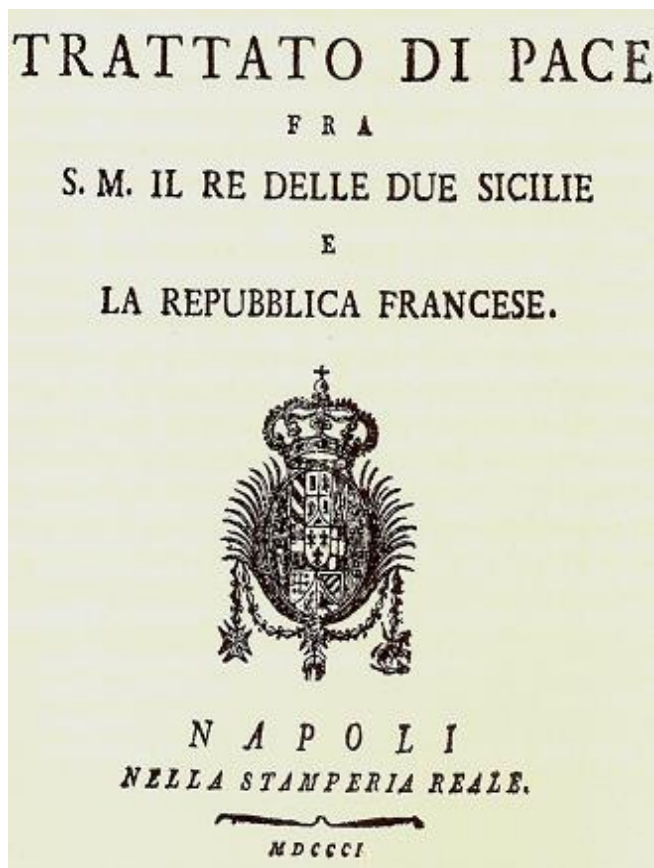 TRATTATO DI PACE
FRA
S. M. IL RE DELLE DUE SICILIE
E
LA REPUBBLICA FRANCESE.
NAPOLI
NELLA STAMPERIA REALE.
MDCCCI